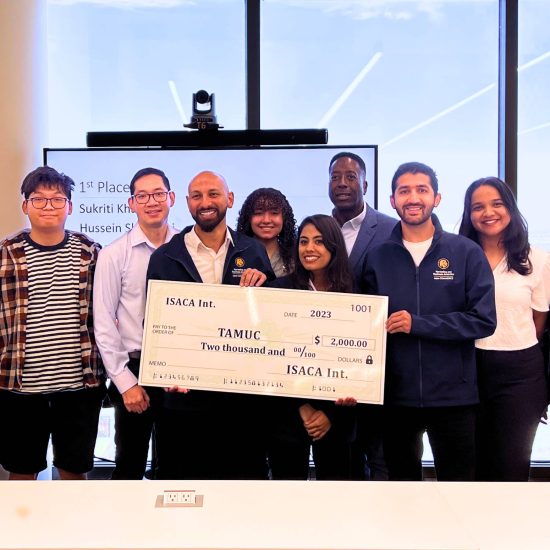 1st Place
Sukriti Kh
Hussein S
ISACA Int.
DATE 2023 1001
PAY TO THE
ORDER OF TAMUC $ 2,000.00
Two thousand and 00/100 DOLLARS
MEMO ISACA Int.